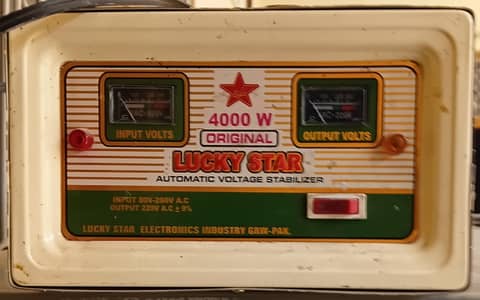 4000 W
ORIGINAL
INPUT VOLTS
OUTPUT VOLTS
LUCKY STAR
AUTOMATIC VOLTAGE STABILIZER
INPUT 80V-260V A.C
OUTPUT 220V A.C ± 9%
LUCKY STAR ELECTRONICS INDUSTRY GRW-PAK.